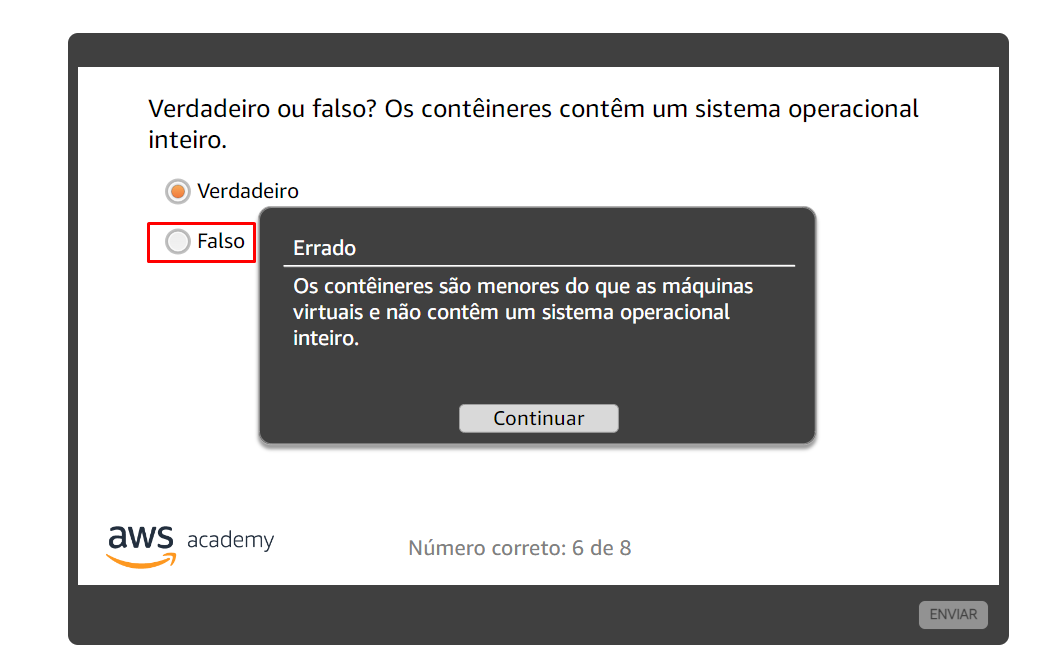 Verdadeiro ou falso? Os contêineres contêm um sistema operacional
inteiro.
Verdadeiro
Falso
Errado
Os contêineres são menores do que as máquinas
virtuais e não contêm um sistema operacional
inteiro.
Continuar
aws academy
Número correto: 6 de 8
ENVIAR